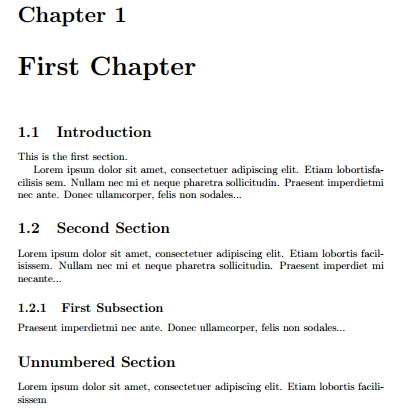 Chapter 1
First Chapter
1.1 Introduction
This is the first section.
Lorem ipsum dolor sit amet, consectetuer adipiscing elit. Etiam lobortisfa-
cilisis sem. Nullam nec mi et neque pharetra sollicitudin. Praesent imperdietmi
nec ante. Donec ullamcorper, felis non sodales...
1.2 Second Section
Lorem ipsum dolor sit amet, consectetuer adipiscing elit. Etiam lobortis facil-
isissem. Nullam nec mi et neque pharetra sollicitudin. Praesent imperdiet mi
necante...
1.2.1 First Subsection
Praesent imperdietmi nec ante. Donec ullamcorper, felis non sodales...
Unnumbered Section
Lorem ipsum dolor sit amet, consectetuer adipiscing elit. Etiam lobortis facili-
sissem